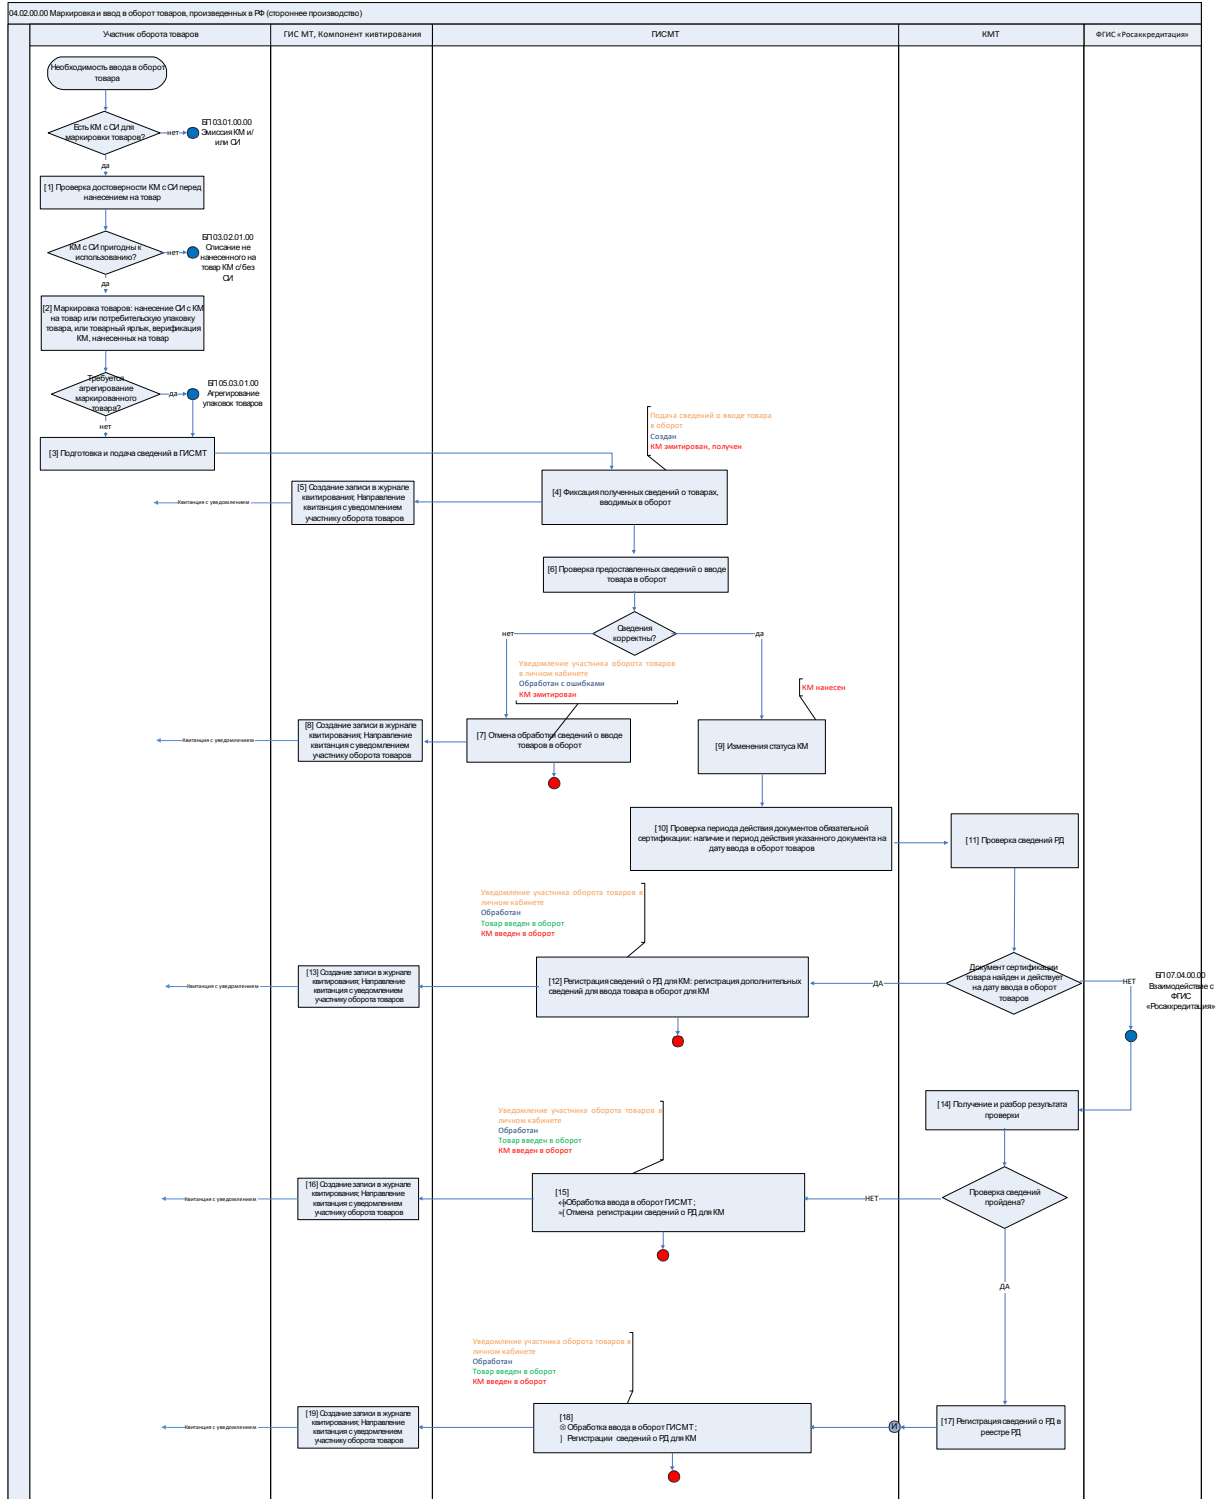 04.02.00.00 Маркировка и ввод в оборот товаров, произведенных в РФ (стороннее производство)
Участник оборота товаров
ГИС МТ, Компонент квитирования
ГИСМТ
КМТ
ФГИС «Росаккредитация»
Необходимость ввода в оборот
товара
Есть КМ с СИ для
маркировки товаров?
нет
БП 03.01.00.00
Эмиссия КМ и/
или СИ
да
[1] Проверка достоверности КМ с СИ перед
нанесением на товар
КМ с СИ пригодны к
использованию?
нет
БП 03.02.01.00
Списание не
нанесенного на
товар КМ с/без
СИ
да
[2] Маркировка товаров: нанесение СИ с КМ
на товар или потребительскую упаковку
товара, или товарный ярлык, верификация
КМ, нанесенных на товар
Требуется
агрегирование
маркированного
товара?
да
БП 05.03.01.00
Агрегирование
упаковок товаров
нет
[3] Подготовка и подача сведений в ГИСМТ
Подача сведений о вводе товара
в оборот
Создан
КМ эмитирован, получен
[4] Фиксация полученных сведений о товарах,
вводимых в оборот
[5] Создание записи в журнале
квитирования; Направление
квитанция с уведомлением
участнику оборота товаров
Квитанция с уведомлением
[6] Проверка предоставленных сведений о вводе
товара в оборот
Сведения
корректны?
нет
да
Уведомление участника оборота товаров
в личном кабинете
Обработан с ошибками
КМ эмитирован
КМ нанесен
[7] Отмена обработки сведений о вводе
товаров в оборот
[8] Создание записи в журнале
квитирования; Направление
квитанция с уведомлением
участнику оборота товаров
Квитанция с уведомлением
[9] Изменения статуса КМ
[10] Проверка периода действия документов обязательной
сертификации: наличие и период действия указанного документа на
дату ввода в оборот товаров
[11] Проверка сведений РД
Уведомление участника оборота товаров в
личном кабинете
Обработан
Товар введен в оборот
КМ введен в оборот
Документ сертификации
товара найден и действует
на дату ввода в оборот
товаров
ДА
НЕТ
БП 07.04.00.00
Взаимодействие с
ФГИС
«Росаккредитация»
[12] Регистрация сведений о РД для КМ: регистрация дополнительных
сведений для ввода товара в оборот для КМ
[13] Создание записи в журнале
квитирования; Направление
квитанция с уведомлением
участнику оборота товаров
Квитанция с уведомлением
[14] Получение и разбор результата
проверки
Уведомление участника оборота товаров в
личном кабинете
Обработан
Товар введен в оборот
КМ введен в оборот
Проверка сведений
пройдена?
НЕТ
[15]
Обработка ввода в оборот ГИСМТ;
Отмена регистрации сведений о РД для КМ
[16] Создание записи в журнале
квитирования; Направление
квитанция с уведомлением
участнику оборота товаров
Квитанция с уведомлением
ДА
Уведомление участника оборота товаров в
личном кабинете
Обработан
Товар введен в оборот
КМ введен в оборот
[17] Регистрация сведений о РД в
реестре РД
И
[18]
Обработка ввода в оборот ГИСМТ;
Регистрации сведений о РД для КМ
[19] Создание записи в журнале
квитирования; Направление
квитанция с уведомлением
участнику оборота товаров
Квитанция с уведомлением